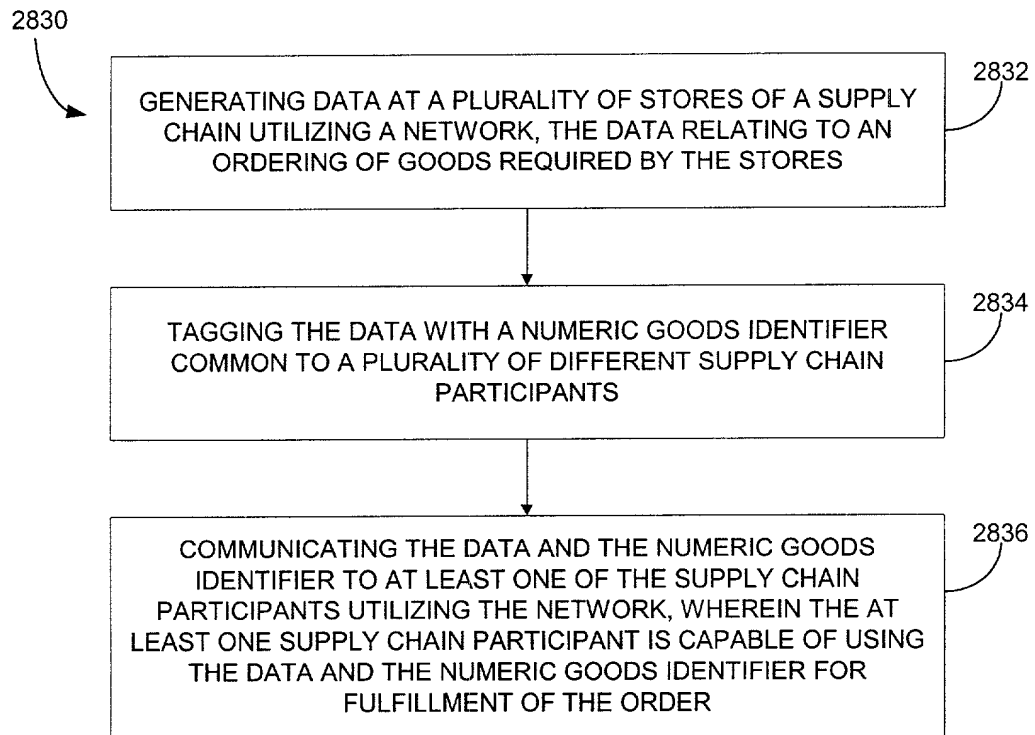 2830
2832
GENERATING DATA AT A PLURALITY OF STORES OF A SUPPLY
CHAIN UTILIZING A NETWORK, THE DATA RELATING TO AN
ORDERING OF GOODS REQUIRED BY THE STORES
2834
TAGGING THE DATA WITH A NUMERIC GOODS IDENTIFIER
COMMON TO A PLURALITY OF DIFFERENT SUPPLY CHAIN
PARTICIPANTS
2836
COMMUNICATING THE DATA AND THE NUMERIC GOODS
IDENTIFIER TO AT LEAST ONE OF THE SUPPLY CHAIN
PARTICIPANTS UTILIZING THE NETWORK, WHEREIN THE AT
LEAST ONE SUPPLY CHAIN PARTICIPANT IS CAPABLE OF USING
THE DATA AND THE NUMERIC GOODS IDENTIFIER FOR
FULFILLMENT OF THE ORDER